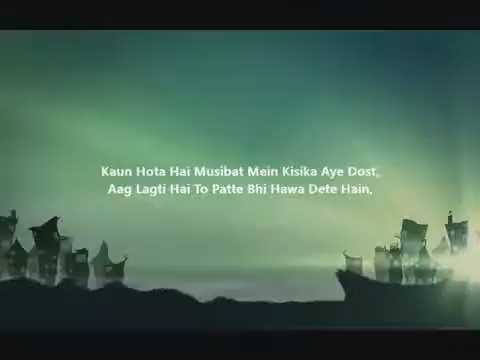 Kaun Hota Hai Musibat Mein Kisika Aye Dost,
Aag Lagti Hai To Patte Bhi Hawa Dete Hain.